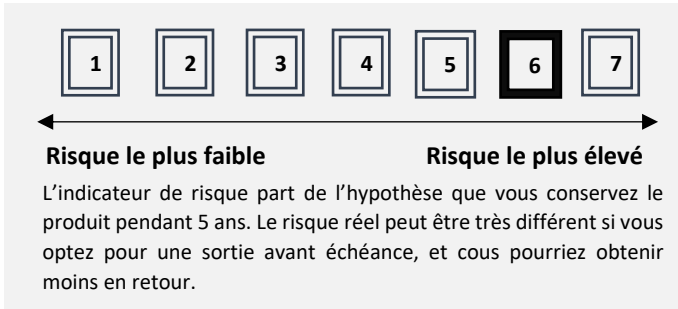 1 2 3 4 5 6 7
Risque le plus faible Risque le plus élevé
L'indicateur de risque part de l'hypothèse que vous conservez le
produit pendant 5 ans. Le risque réel peut être très différent si vous
optez pour une sortie avant échéance, et cous pourriez obtenir
moins en retour.